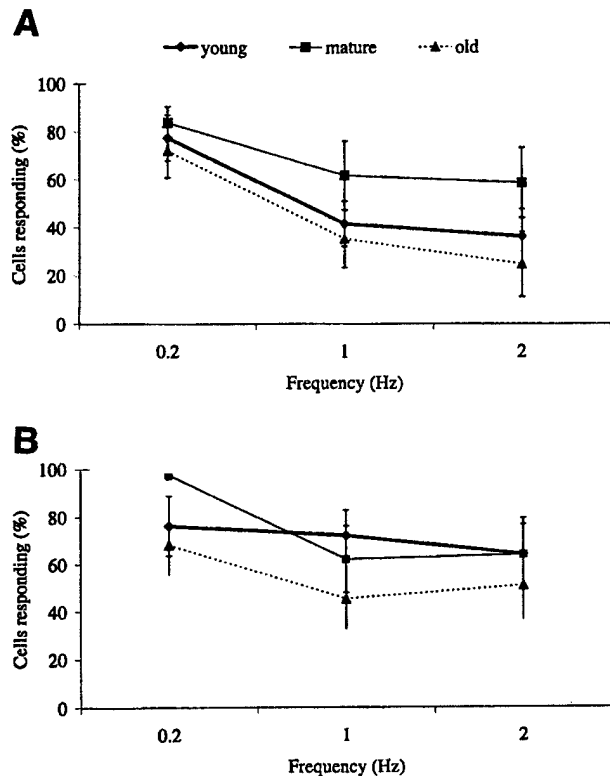 A
young mature old
100
80
60
40
20
0
Cells responding (%)
0.2 1 2
Frequency (Hz)
B
100
80
60
40
20
0
Cells responding (%)
0.2 1 2
Frequency (Hz)